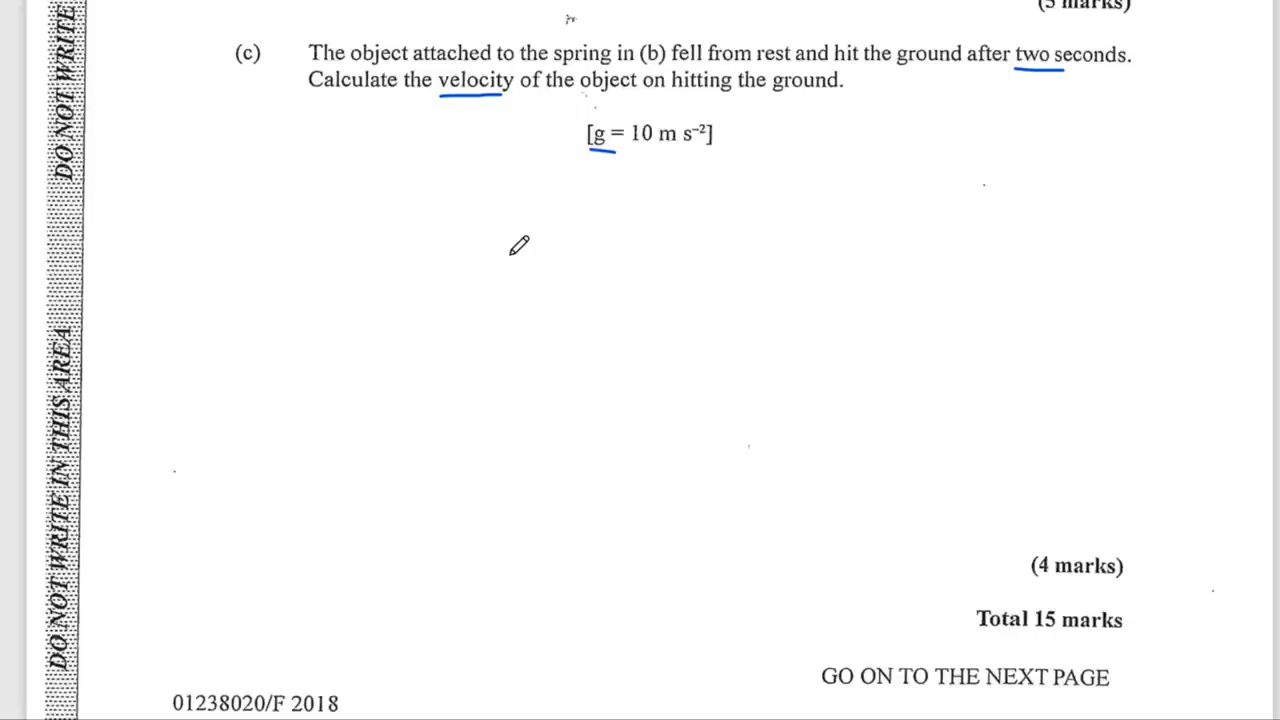 (5 marks)
(c) The object attached to the spring in (b) fell from rest and hit the ground after two seconds.
Calculate the velocity of the object on hitting the ground.
[g = 10 m s⁻²]
DO NOT WRITE
DO NOT WRITE IN THIS AREA
(4 marks)
Total 15 marks
GO ON TO THE NEXT PAGE
01238020/F 2018